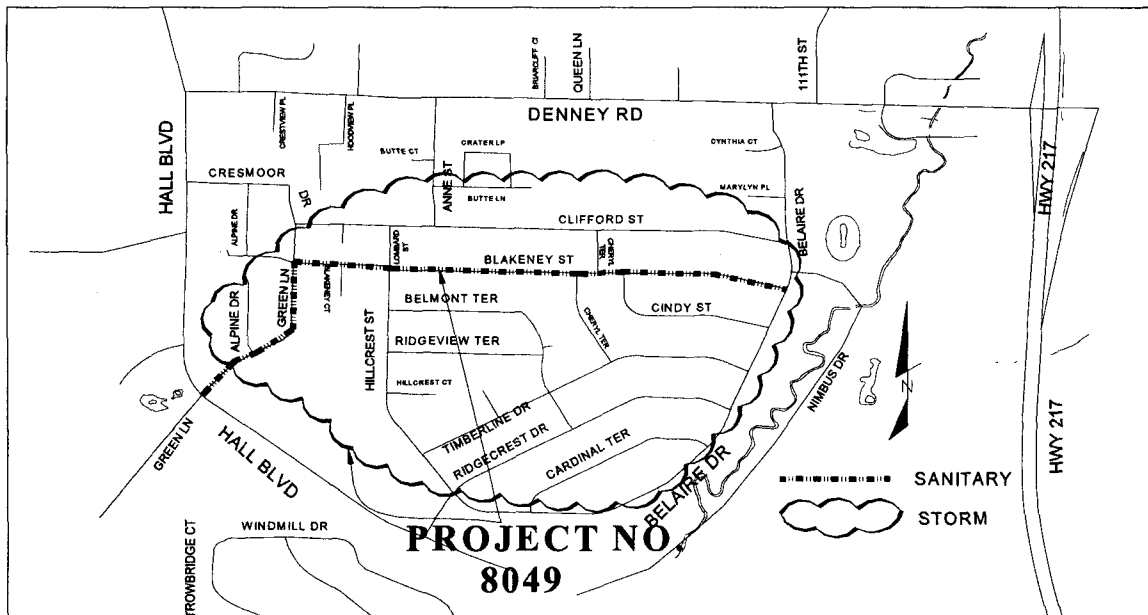 BRIARCLIFF CT
QUEEN LN
111TH ST
DENNEY RD
CRESTVIEW PL
HOODVIEW PL
HALL BLVD
BUTTE CT
CRATER LP
CYNTHIA CT
CRESMOOR
DR
ANNE ST
BUTTE LN
MARYLYN PL
HWY 217
ALPINE DR
CLIFFORD ST
BELAIRE DR
LOMBARD ST
BLAKENEY ST
CHERYL TER
GREEN LN
BLAKENEY CT
BELMONT TER
CINDY ST
ALPINE DR
HILLCREST ST
RIDGEVIEW TER
CHERYL TER
HILLCREST CT
NIMBUS DR
N
TIMBERLINE DR
RIDGECREST DR
CARDINAL TER
GREEN LN
HALL BLVD
BELAIRE DR
HWY 217
SANITARY
STORM
WINDMILL DR
TROWBRIDGE CT
PROJECT NO
8049